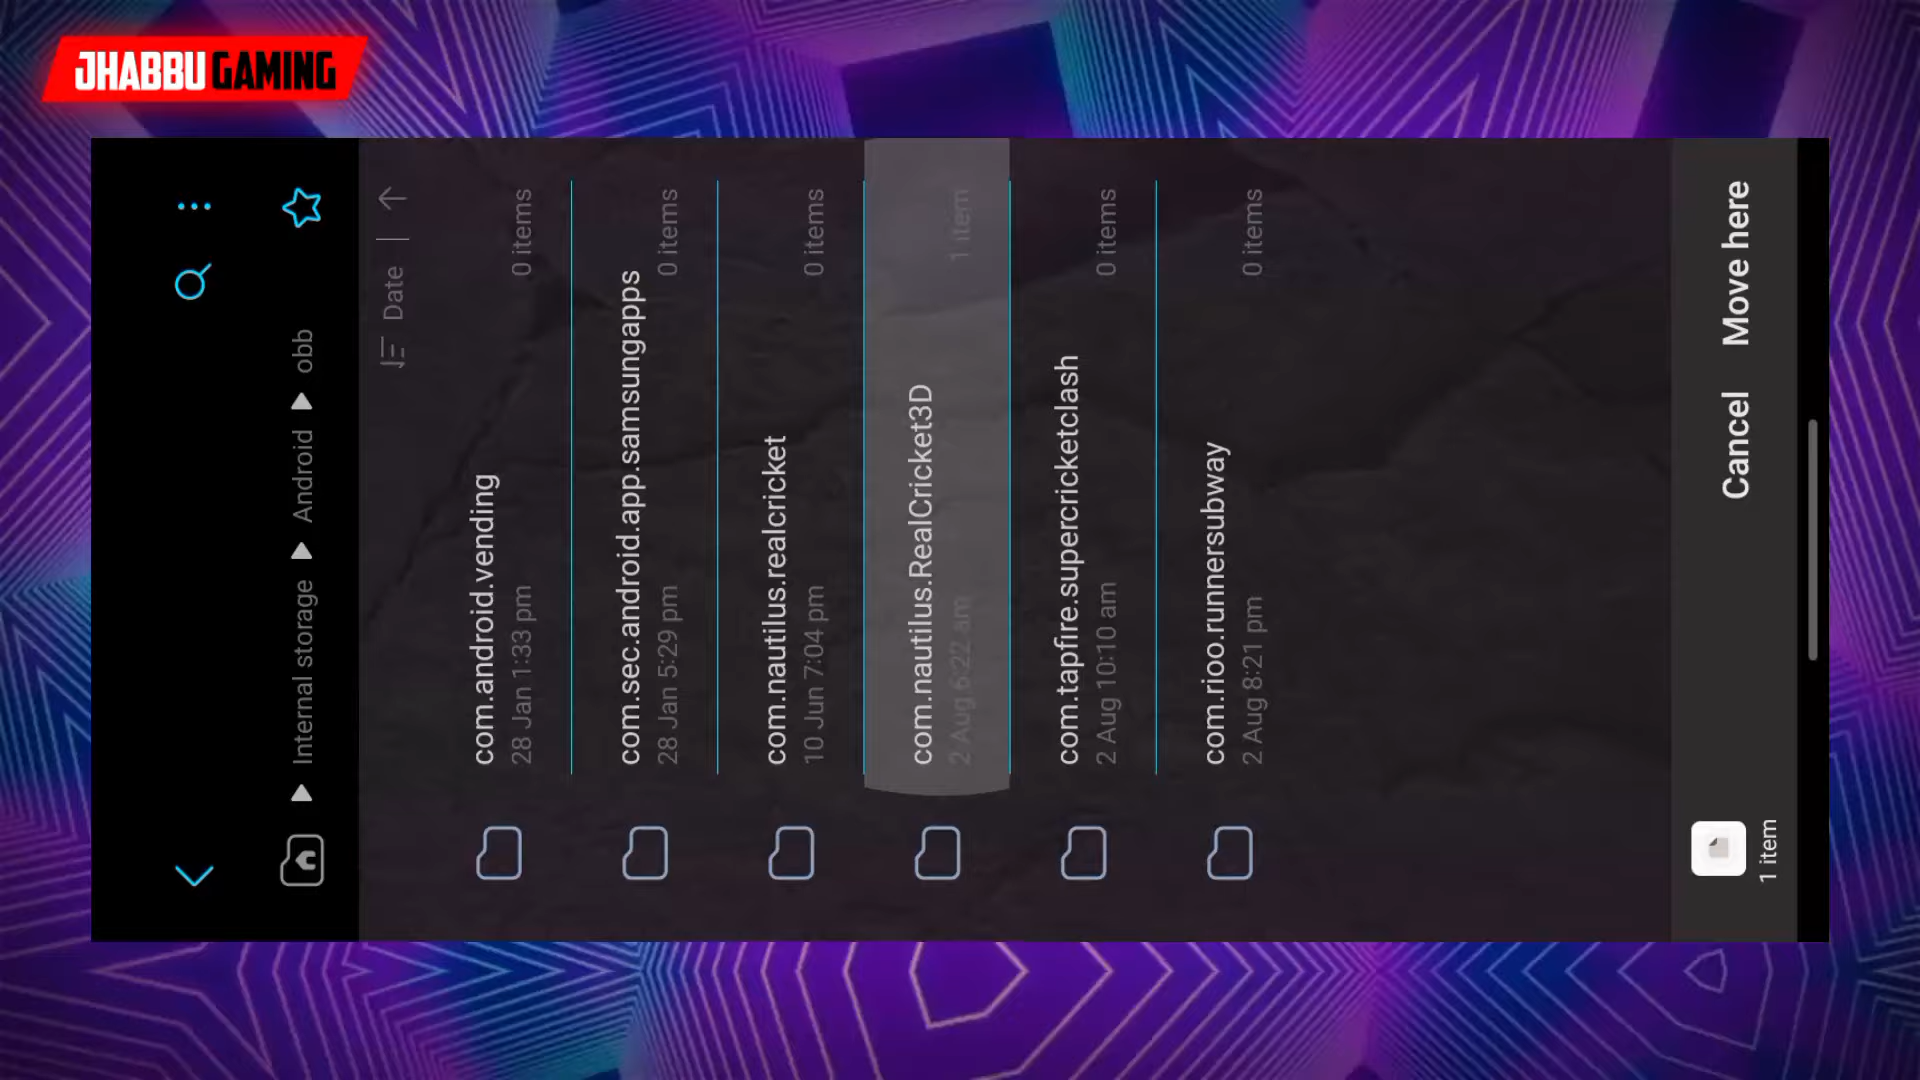 JHABBU GAMING
Internal storage ▶ Android ▶ obb
Date
com.android.vending
28 Jan 1:33 pm
0 items
com.sec.android.app.samsungapps
28 Jan 5:29 pm
0 items
com.nautilus.realcricket
10 Jun 7:04 pm
0 items
com.nautilus.RealCricket3D
2 Aug 6:22 am
1 item
com.tapfire.supercricketclash
2 Aug 10:10 am
0 items
com.rioo.runnersubway
2 Aug 8:21 pm
0 items
1 item
Cancel
Move here